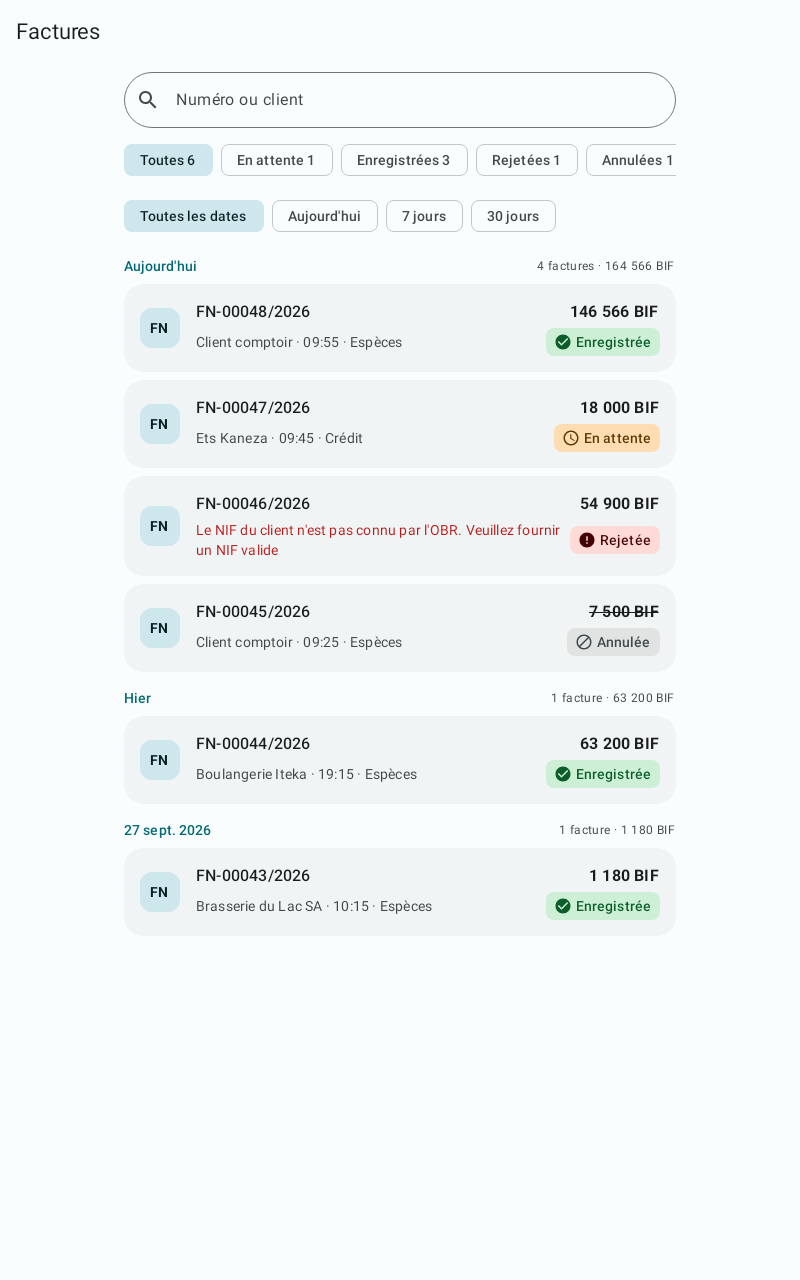 Factures
Numéro ou client
Toutes 6 En attente 1 Enregistrées 3 Rejetées 1 Annulées 1
Toutes les dates Aujourd'hui 7 jours 30 jours
Aujourd'hui 4 factures · 164 566 BIF
FN-00048/2026 146 566 BIF
FN Client comptoir · 09:55 · Espèces Enregistrée
FN-00047/2026 18 000 BIF
FN Ets Kaneza · 09:45 · Crédit En attente
FN-00046/2026 54 900 BIF
FN Le NIF du client n'est pas connu par l'OBR. Veuillez fournir Rejetée
un NIF valide
FN-00045/2026 7 500 BIF
FN Client comptoir · 09:25 · Espèces Annulée
Hier 1 facture · 63 200 BIF
FN-00044/2026 63 200 BIF
FN Boulangerie Iteka · 19:15 · Espèces Enregistrée
27 sept. 2026 1 facture · 1 180 BIF
FN-00043/2026 1 180 BIF
FN Brasserie du Lac SA · 10:15 · Espèces Enregistrée